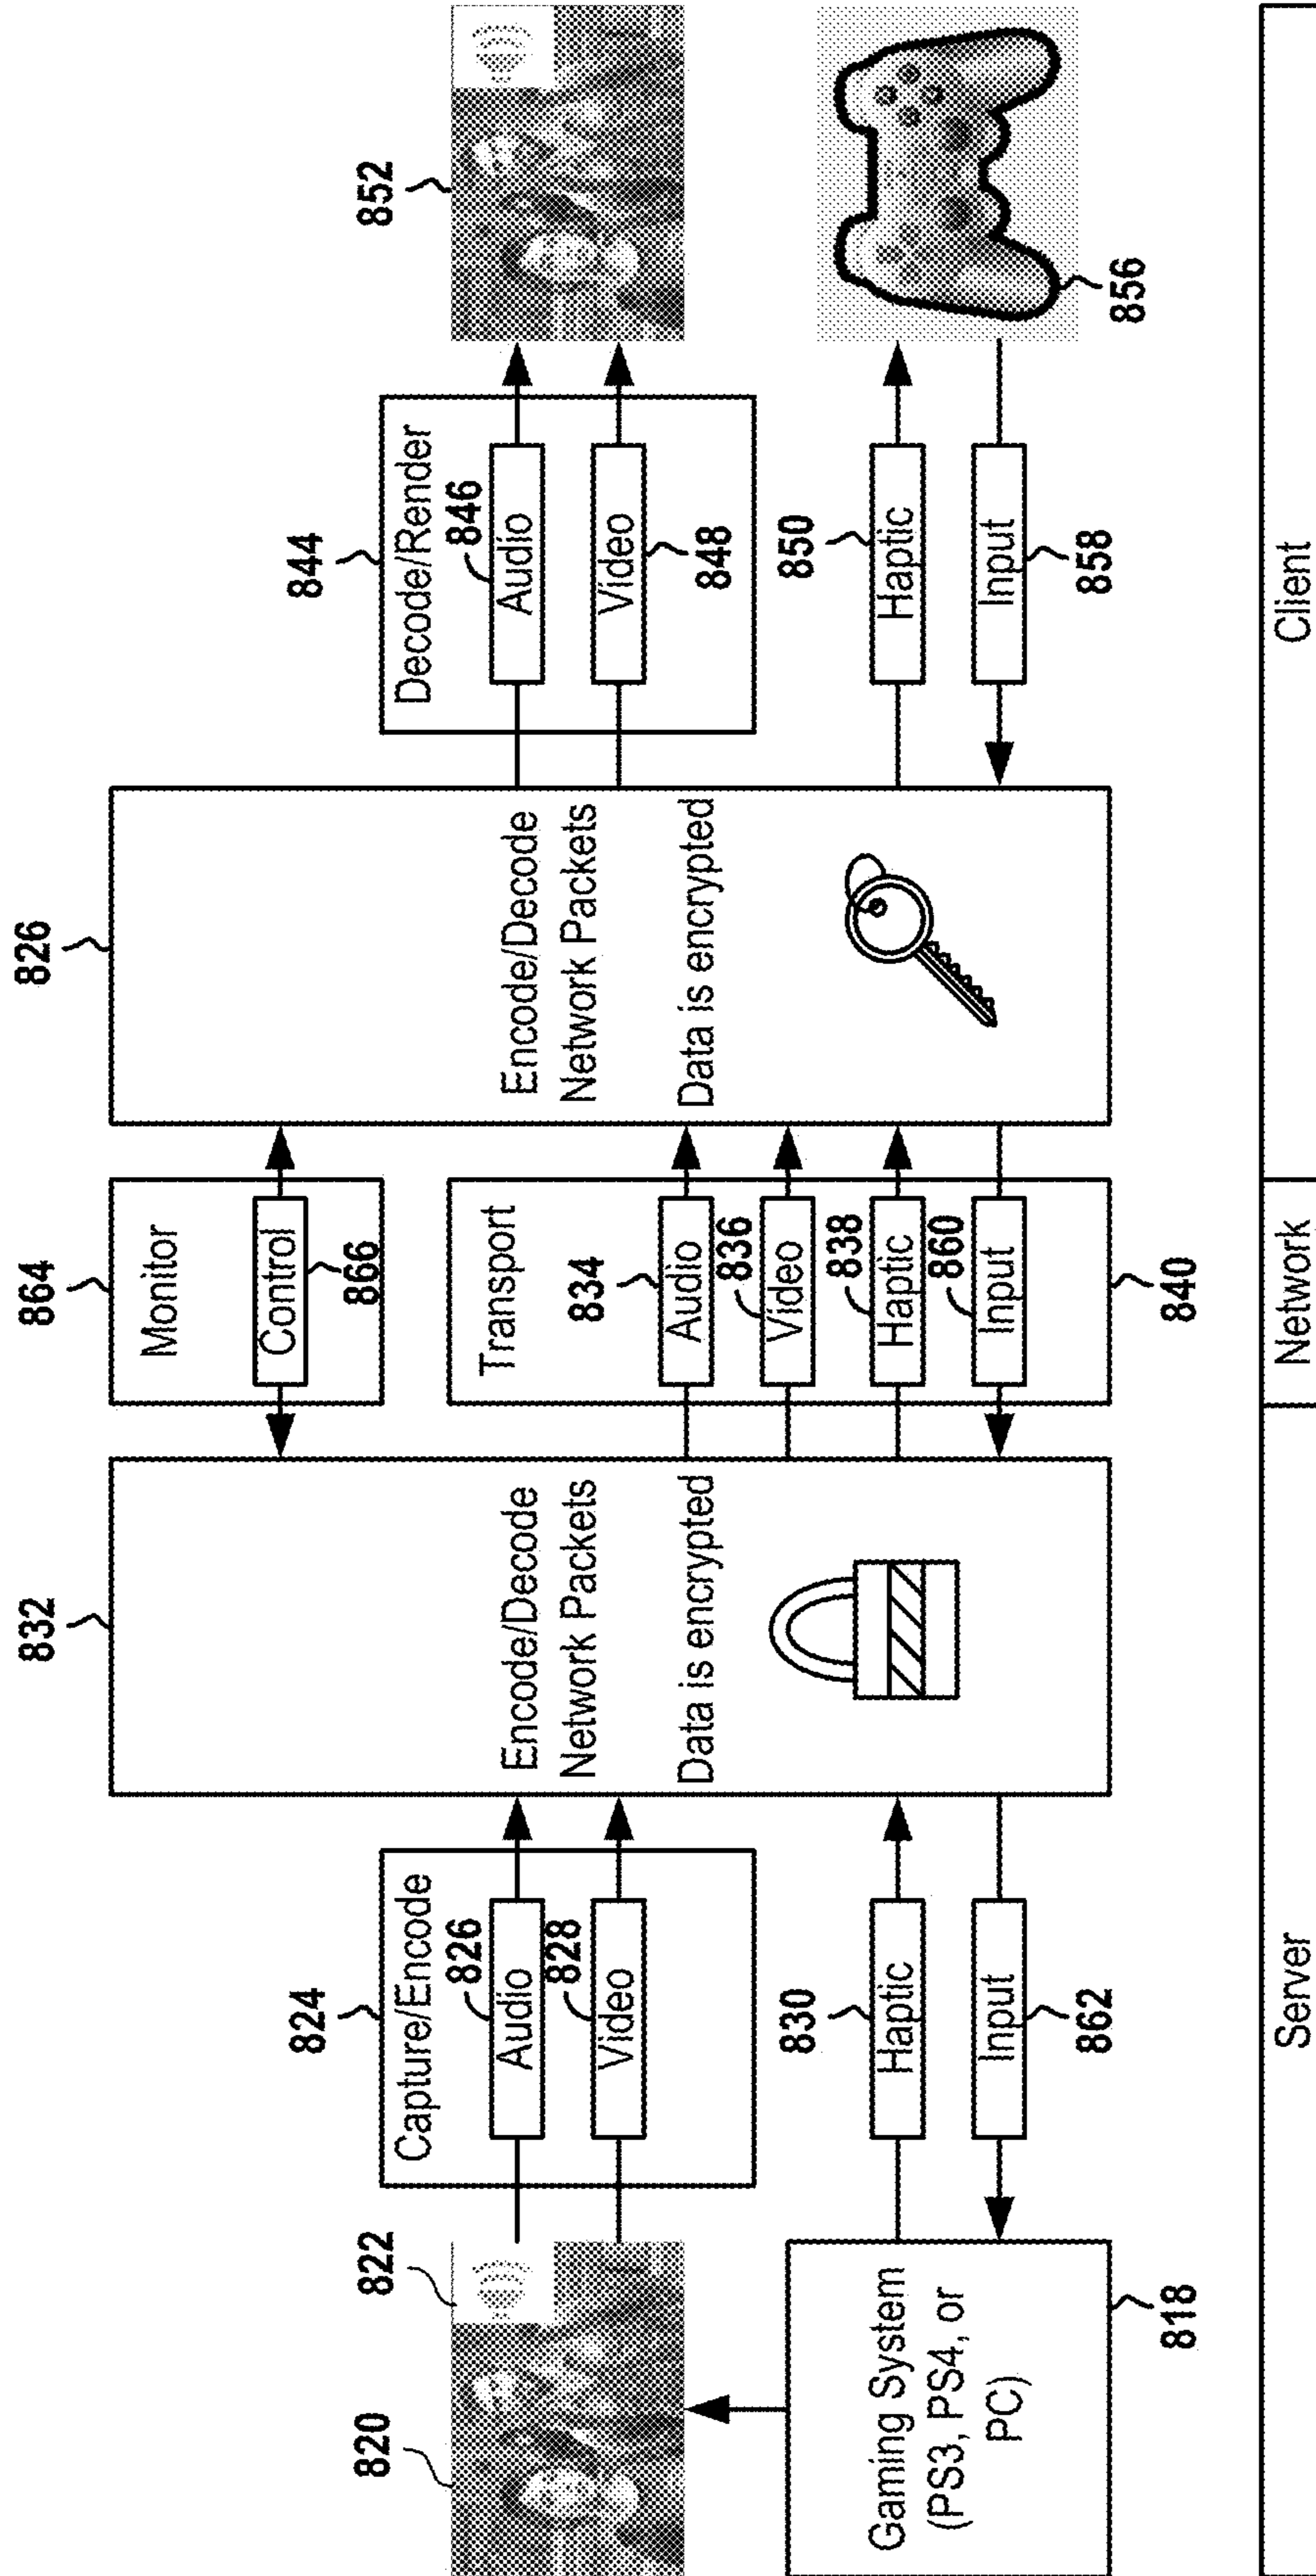 820
822
824
Capture/Encode
826
Audio
828
Video
Gaming System
(PS3, PS4, or
PC)
818
830
Haptic
Input
862
832
Encode/Decode
Network Packets
Data is encrypted
864
Monitor
Control
866
Transport
834
Audio
836
Video
838
Haptic
860
Input
840
826
Encode/Decode
Network Packets
Data is encrypted
844
Decode/Render
846
Audio
Video
848
850
Haptic
Input
858
852
856
Server
Network
Client